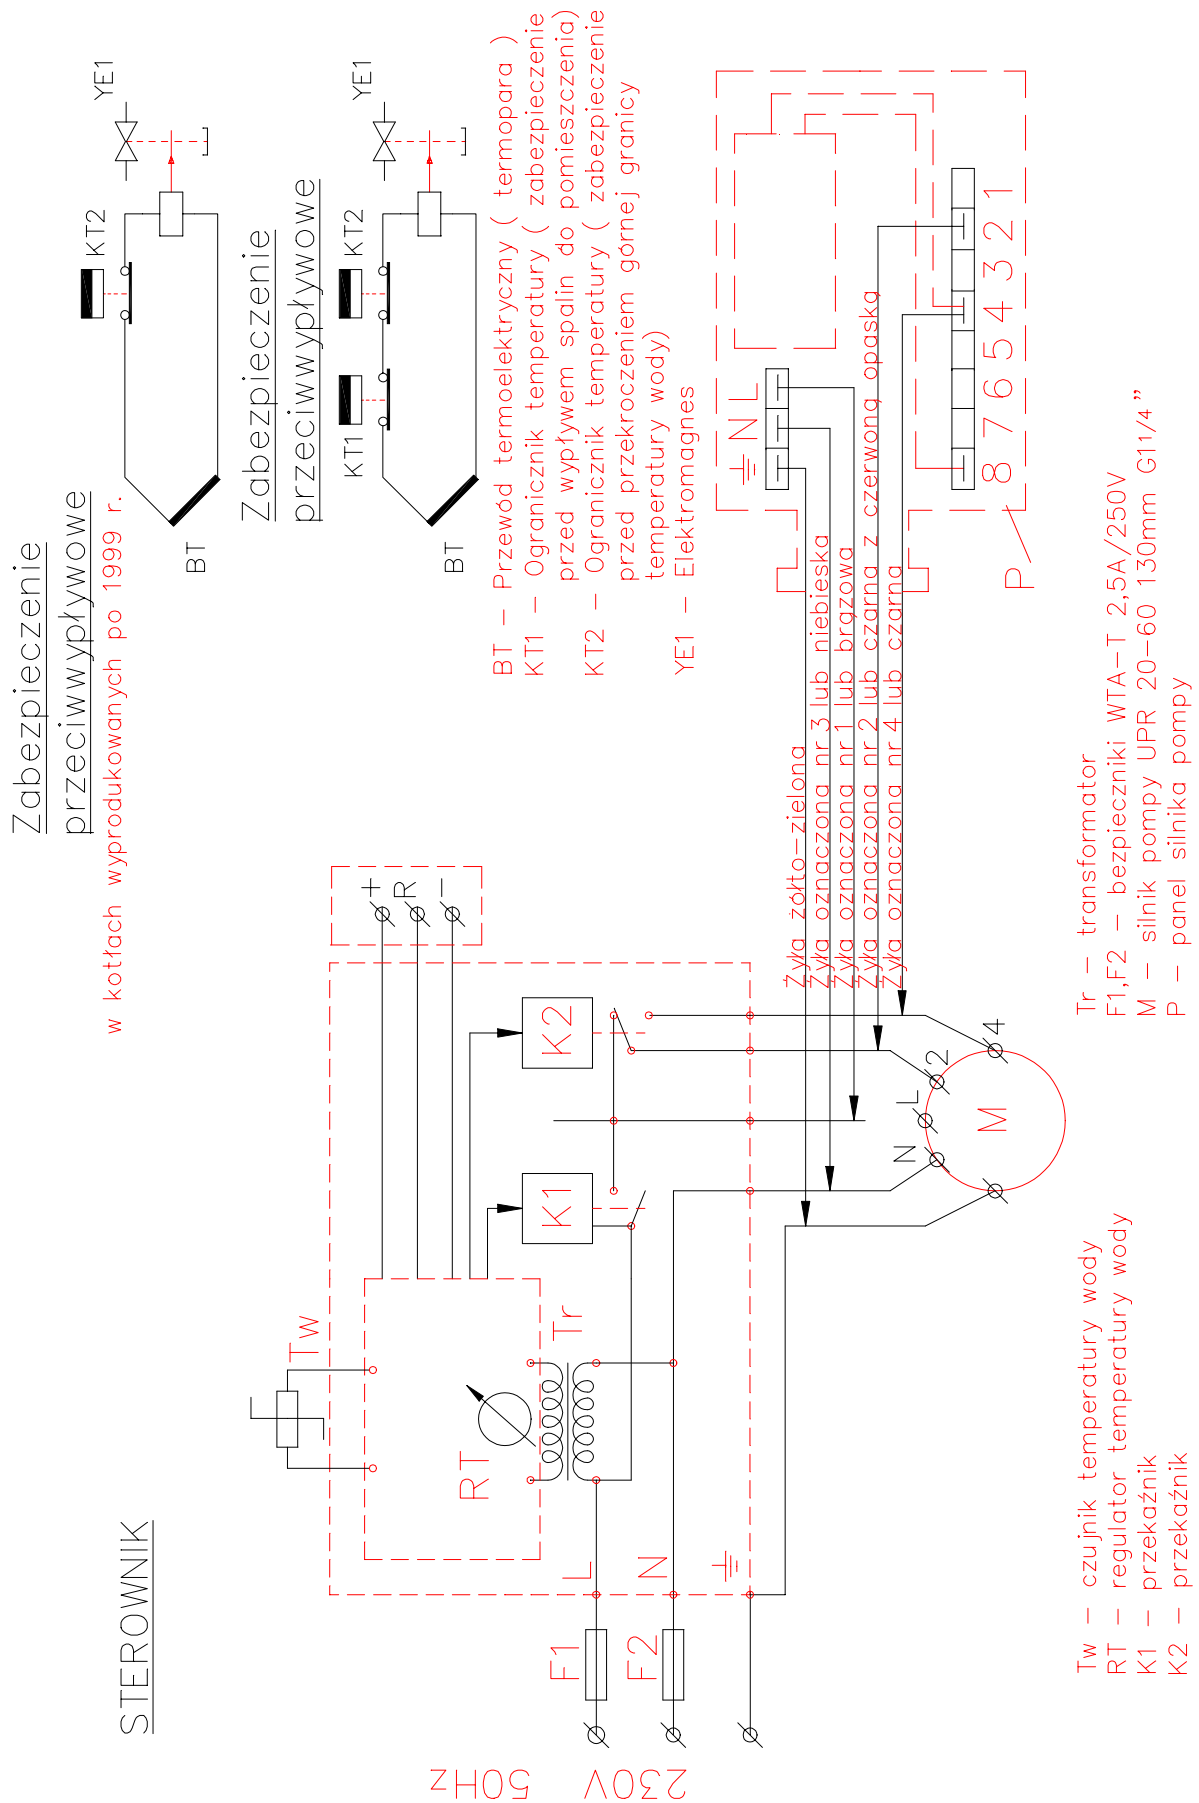 STEROWNIK
Zabezpieczenie
przeciwwypływowe
w kotłach wyprodukowanych po 1999 r.
BT
KT2
YE1
Zabezpieczenie
przeciwwypływowe
BT
KT1
KT2
YE1
BT – Przewód termoelektryczny ( termopara )
KT1 – Ogranicznik temperatury ( zabezpieczenie
przed wypływem spalin do pomieszczenia)
KT2 – Ogranicznik temperatury ( zabezpieczenie
przed przekroczeniem górnej granicy
temperatury wody)
YE1 – Elektromagnes
Tw
+
R
-
RT
Tr
K1
K2
230V 50Hz
F1
F2
L
N
N
L
2
4
M
Żyła żółto–zielona
Żyła oznaczona nr 3 lub niebieska
Żyła oznaczona nr 1 lub brązowa
Żyła oznaczona nr 2 lub czarna z czerwoną opaską
Żyła oznaczona nr 4 lub czarna
N L
8 7 6 5 4 3 2 1
P
Tw – czujnik temperatury wody
RT – regulator temperatury wody
K1 – przekaźnik
K2 – przekaźnik
Tr – transformator
F1,F2 – bezpieczniki WTA–T 2,5A/250V
M – silnik pompy UPR 20–60 130mm G11/4"
P – panel silnika pompy